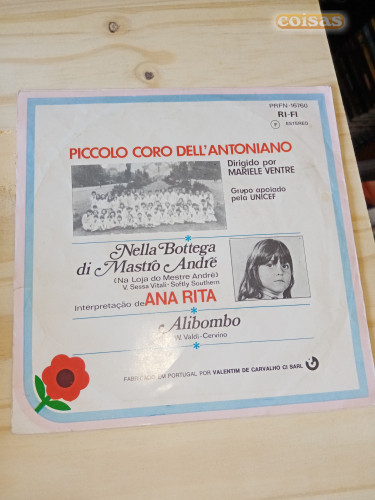 coisas
PRFN-16760
RI-FI
ESTÉREO
PICCOLO CORO DELL'ANTONIANO
Dirigido por
MARIELE VENTRE
Grupo apoiado
pela UNICEF
Nella Bottega
di Mastro Andrè
(Na Loja do Mestre André)
V. Sessa Vitali - Softly Southern
Interpretação de ANA RITA
Alibombo
W. Valdi - Cervino
EM PORTUGAL POR VALENTIM DE CARVALHO CI SARL